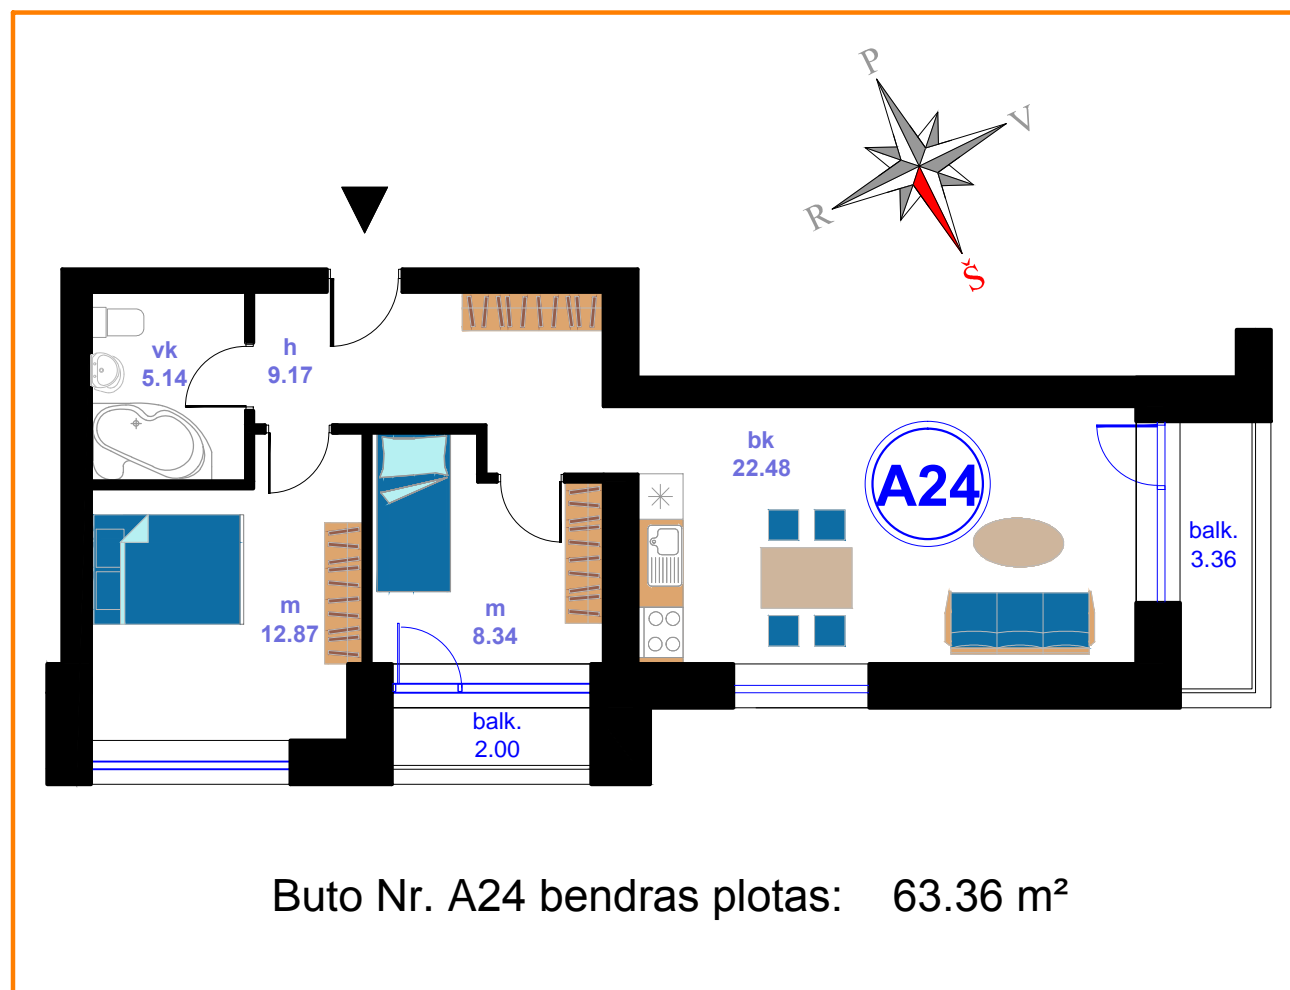 P
V
R
Š
vk
5.14
h
9.17
bk
22.48
A24
balk.
3.36
m
12.87
m
8.34
balk.
2.00
Buto Nr. A24 bendras plotas: 63.36 m²